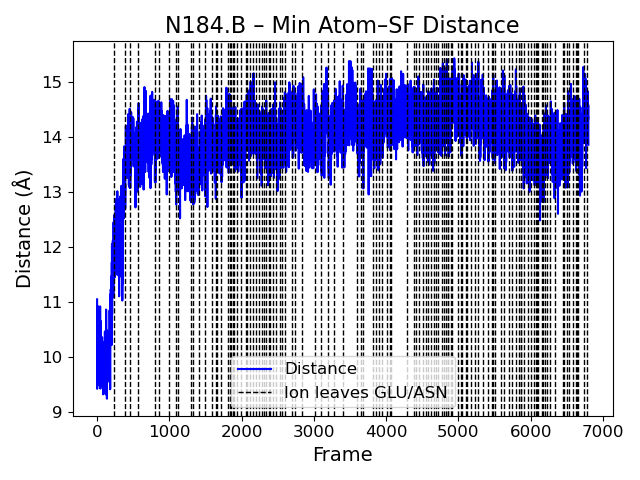 N184.B – Min Atom–SF Distance
Distance (Å)
15
14
13
12
11
10
9
Distance
Ion leaves GLU/ASN
0 1000 2000 3000 4000 5000 6000 7000
Frame